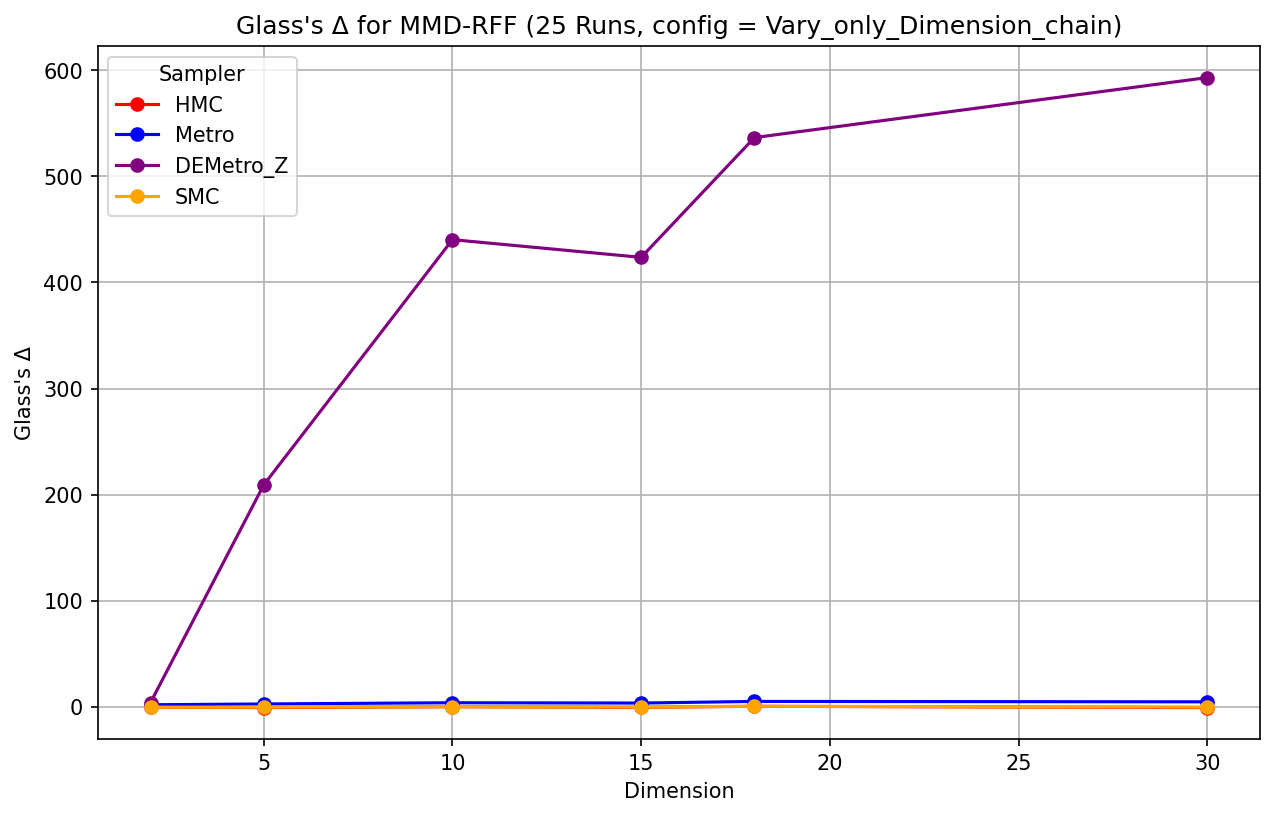 Glass's Δ for MMD-RFF (25 Runs, config = Vary_only_Dimension_chain)
Sampler
HMC
Metro
DEMetro_Z
SMC
Glass's Δ
600
500
400
300
200
100
0
5
10
15
20
25
30
Dimension